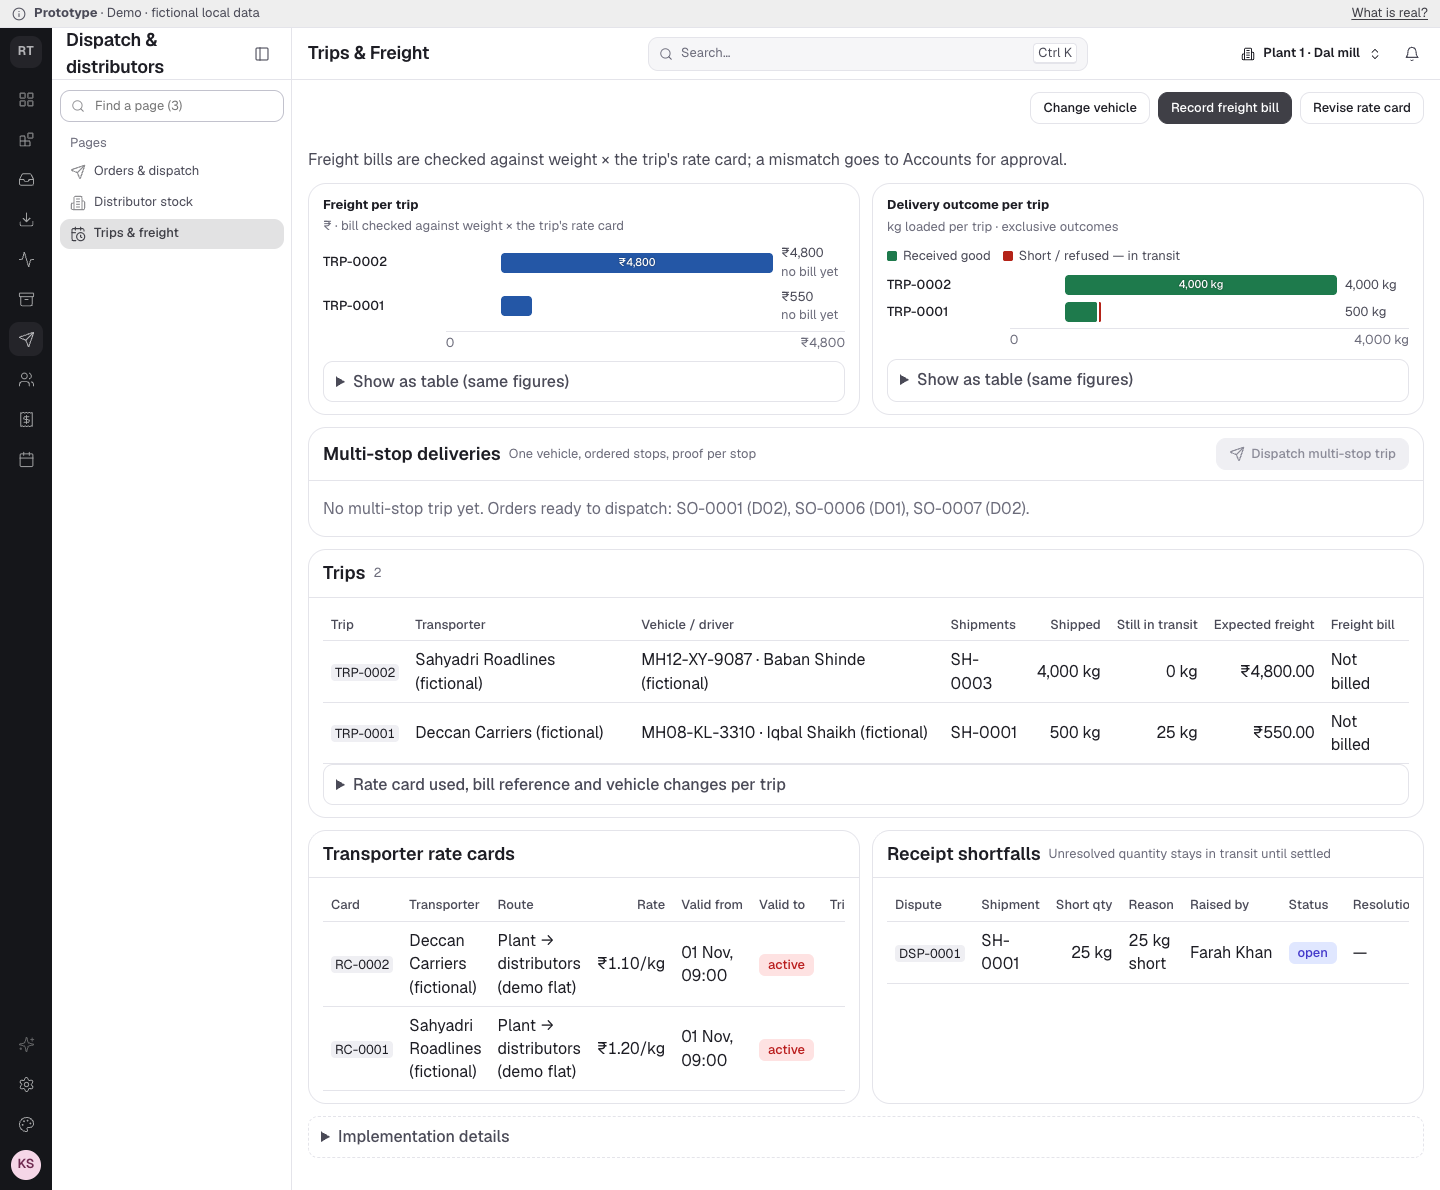 Prototype · Demo · fictional local data
What is real?
RT
Dispatch &
distributors
Trips & Freight
Search...
Ctrl K
Plant 1 · Dal mill
Find a page (3)
Pages
Orders & dispatch
Distributor stock
Trips & freight
Change vehicle
Record freight bill
Revise rate card
Freight bills are checked against weight × the trip's rate card; a mismatch goes to Accounts for approval.
Freight per trip
₹ · bill checked against weight × the trip's rate card
TRP-0002
₹4,800
₹4,800
no bill yet
TRP-0001
₹550
no bill yet
0
₹4,800
Show as table (same figures)
Delivery outcome per trip
kg loaded per trip · exclusive outcomes
Received good
Short / refused — in transit
TRP-0002
4,000 kg
4,000 kg
TRP-0001
500 kg
0
4,000 kg
Show as table (same figures)
Multi-stop deliveries
One vehicle, ordered stops, proof per stop
Dispatch multi-stop trip
No multi-stop trip yet. Orders ready to dispatch: SO-0001 (D02), SO-0006 (D01), SO-0007 (D02).
Trips 2
Trip Transporter Vehicle / driver Shipments Shipped Still in transit Expected freight Freight bill
TRP-0002 Sahyadri Roadlines (fictional) MH12-XY-9087 · Baban Shinde (fictional) SH-0003 4,000 kg 0 kg ₹4,800.00 Not billed
TRP-0001 Deccan Carriers (fictional) MH08-KL-3310 · Iqbal Shaikh (fictional) SH-0001 500 kg 25 kg ₹550.00 Not billed
Rate card used, bill reference and vehicle changes per trip
Transporter rate cards
Card Transporter Route Rate Valid from Valid to Tri
RC-0002 Deccan Carriers (fictional) Plant → distributors (demo flat) ₹1.10/kg 01 Nov, 09:00 active
RC-0001 Sahyadri Roadlines (fictional) Plant → distributors (demo flat) ₹1.20/kg 01 Nov, 09:00 active
Receipt shortfalls
Unresolved quantity stays in transit until settled
Dispute Shipment Short qty Reason Raised by Status Resolutio
DSP-0001 SH-0001 25 kg 25 kg short Farah Khan open —
Implementation details
KS